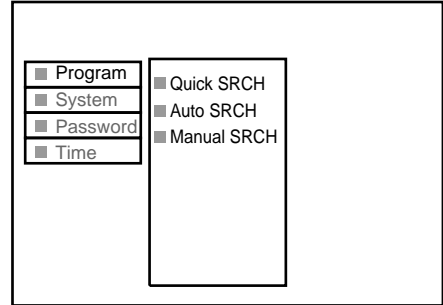 Program
System
Password
Time
Quick SRCH
Auto SRCH
Manual SRCH